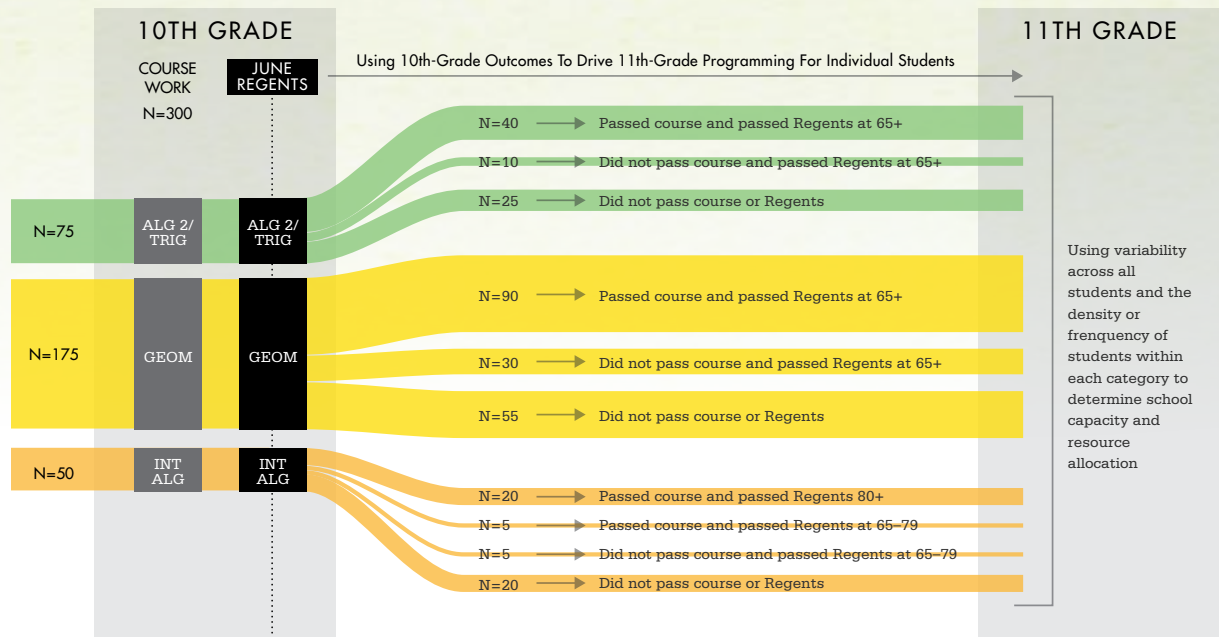 10TH GRADE
11TH GRADE
COURSE
WORK
N=300
JUNE
REGENTS
Using 10th-Grade Outcomes To Drive 11th-Grade Programming For Individual Students
N=75
ALG 2/
TRIG
ALG 2/
TRIG
N=40
Passed course and passed Regents at 65+
N=10
Did not pass course and passed Regents at 65+
N=25
Did not pass course or Regents
N=175
GEOM
GEOM
N=90
Passed course and passed Regents at 65+
N=30
Did not pass course and passed Regents at 65+
N=55
Did not pass course or Regents
N=50
INT
ALG
INT
ALG
N=20
Passed course and passed Regents 80+
N=5
Passed course and passed Regents at 65–79
N=5
Did not pass course and passed Regents at 65–79
N=20
Did not pass course or Regents
Using variability
across all
students and the
density or
frenquency of
students within
each category to
determine school
capacity and
resource
allocation